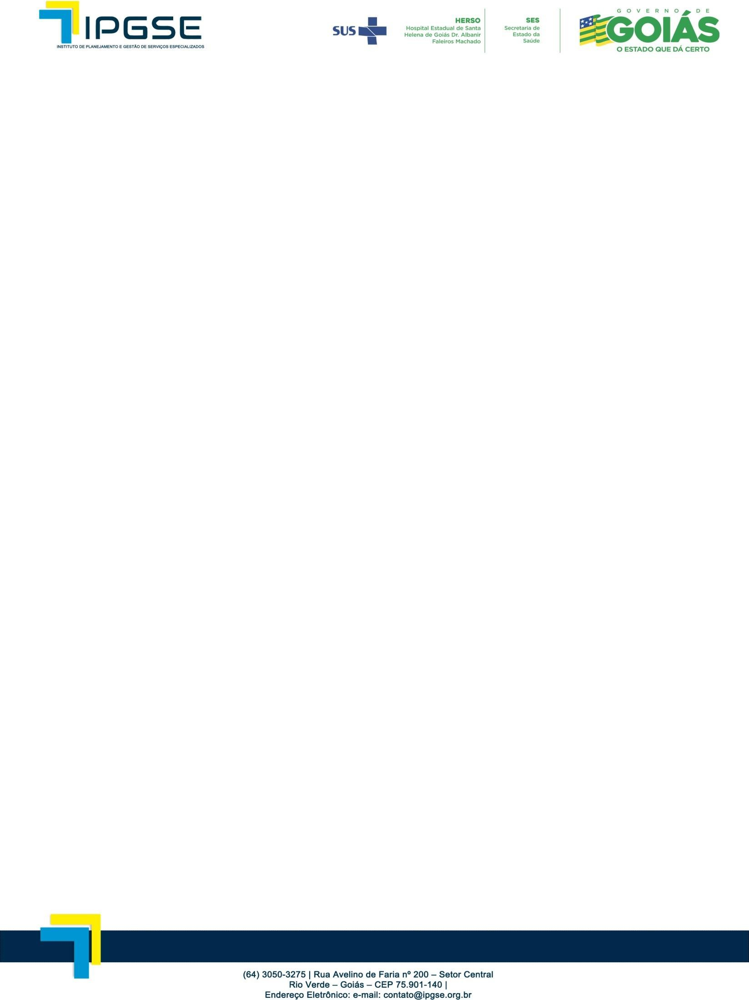 IPGSE
INSTITUTO DE PLANEJAMENTO E GESTÃO DE SERVIÇOS ESPECIALIZADOS
SUS
HERSO
Hospital Estadual de Santa
Helena de Goiás Dr. Albanir
Faleiros Machado
SES
Secretaria de
Estado da
Saúde
GOVERNO DE
GOIÁS
O ESTADO QUE DÁ CERTO
(64) 3050-3275 | Rua Avelino de Faria nº 200 – Setor Central
Rio Verde – Goiás – CEP 75.901-140 |
Endereço Eletrônico: e-mail: contato@ipgse.org.br